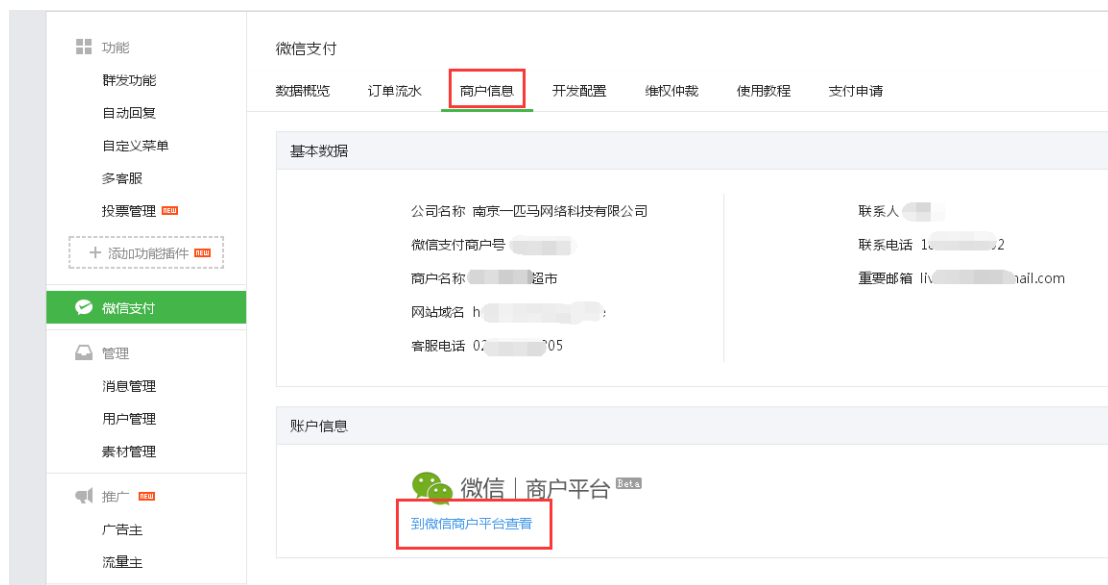 功能
群发功能
自动回复
自定义菜单
多客服
投票管理 NEW
+ 添加功能插件 NEW
微信支付
管理
消息管理
用户管理
素材管理
推广 NEW
广告主
流量主
微信支付
数据概览 订单流水 商户信息 开发配置 维权仲裁 使用教程 支付申请
基本数据
公司名称 南京一匹马网络科技有限公司
微信支付商户号
商户名称 超市
网站域名 h
客服电话 02 05
联系人
联系电话 18 2
重要邮箱 liv mail.com
账户信息
微信 | 商户平台 Beta
到微信商户平台查看